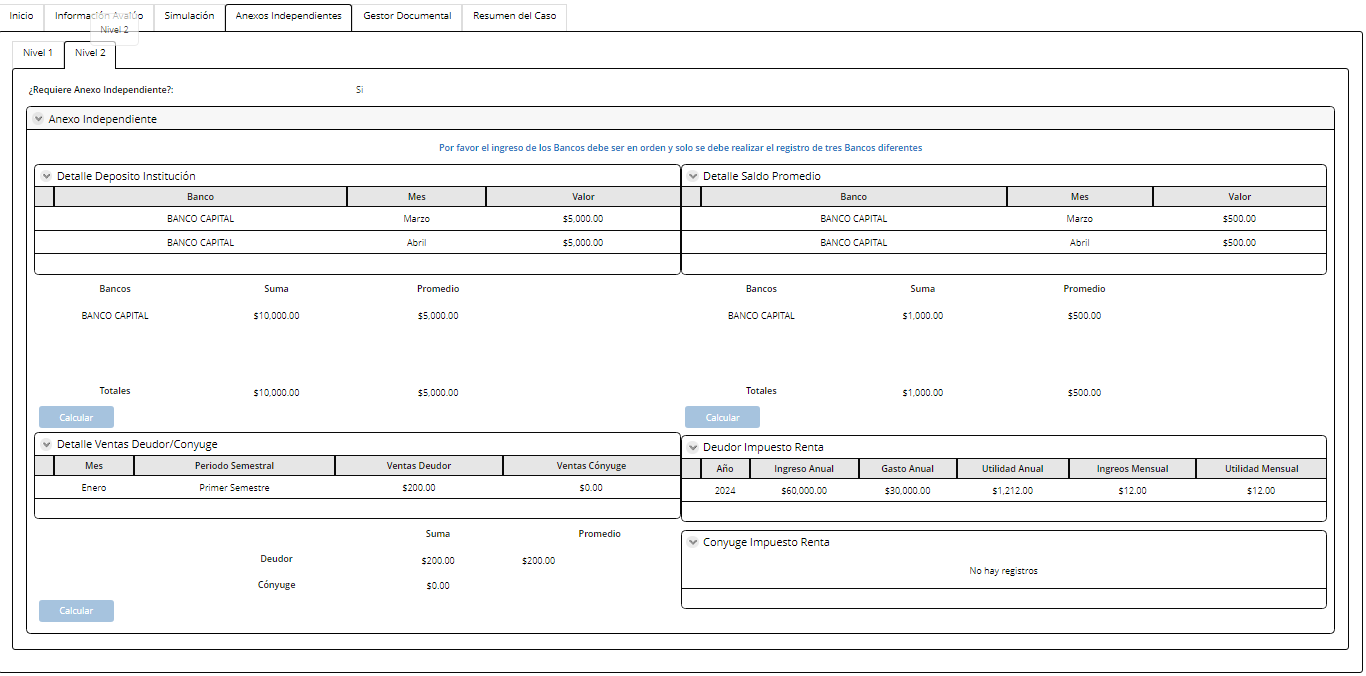 Inicio Información Avalúo Simulación Anexos Independientes Gestor Documental Resumen del Caso
Nivel 2
Nivel 1 Nivel 2
¿Requiere Anexo Independiente?: Si
Anexo Independiente
Por favor el ingreso de los Bancos debe ser en orden y solo se debe realizar el registro de tres Bancos diferentes
Detalle Deposito Institución
Banco Mes Valor
BANCO CAPITAL Marzo $5,000.00
BANCO CAPITAL Abril $5,000.00
Bancos Suma Promedio
BANCO CAPITAL $10,000.00 $5,000.00
Totales $10,000.00 $5,000.00
Calcular
Detalle Saldo Promedio
Banco Mes Valor
BANCO CAPITAL Marzo $500.00
BANCO CAPITAL Abril $500.00
Bancos Suma Promedio
BANCO CAPITAL $1,000.00 $500.00
Totales $1,000.00 $500.00
Calcular
Detalle Ventas Deudor/Conyuge
Mes Periodo Semestral Ventas Deudor Ventas Cónyuge
Enero Primer Semestre $200.00 $0.00
Suma Promedio
Deudor $200.00 $200.00
Cónyuge $0.00
Calcular
Deudor Impuesto Renta
Año Ingreso Anual Gasto Anual Utilidad Anual Ingreos Mensual Utilidad Mensual
2024 $60,000.00 $30,000.00 $1,212.00 $12.00 $12.00
Conyuge Impuesto Renta
No hay registros